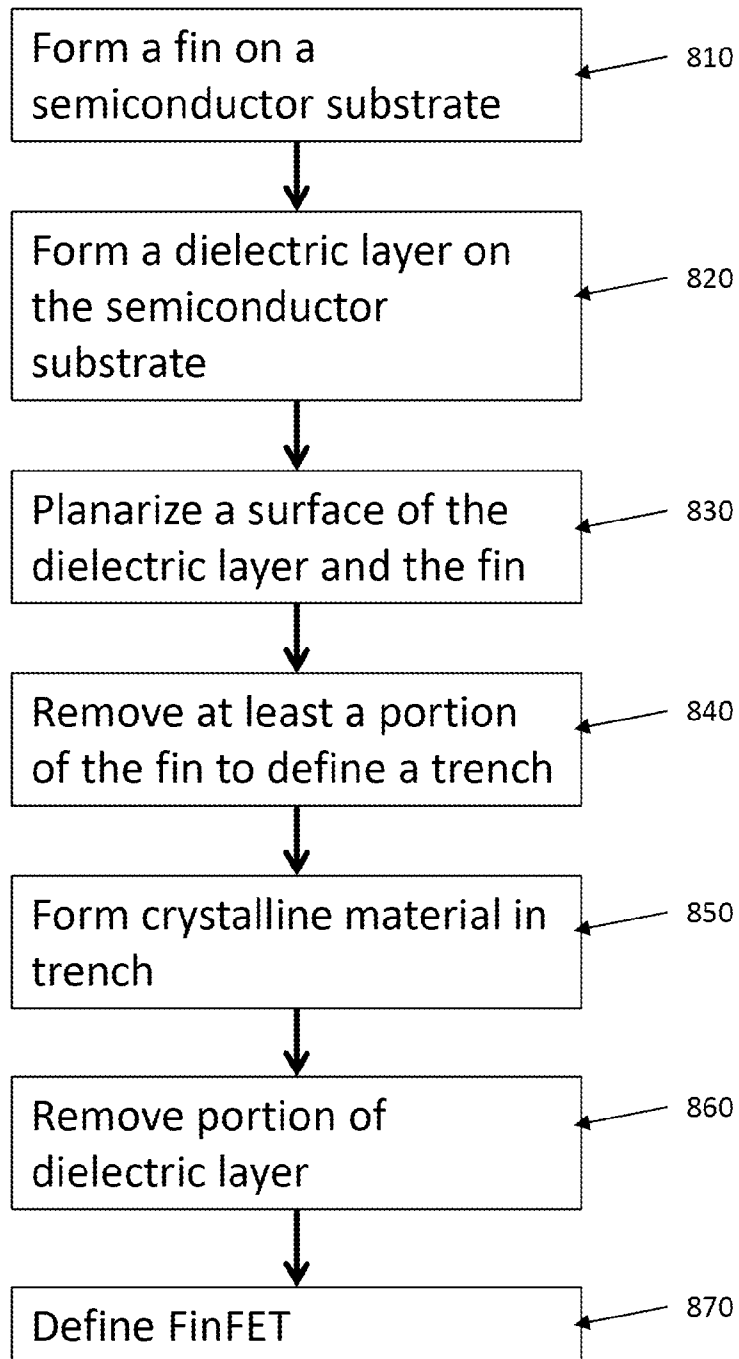 Form a fin on a
semiconductor substrate
810
Form a dielectric layer on
the semiconductor
substrate
820
Planarize a surface of the
dielectric layer and the fin
830
Remove at least a portion
of the fin to define a trench
840
Form crystalline material in
trench
850
Remove portion of
dielectric layer
860
Define FinFET
870